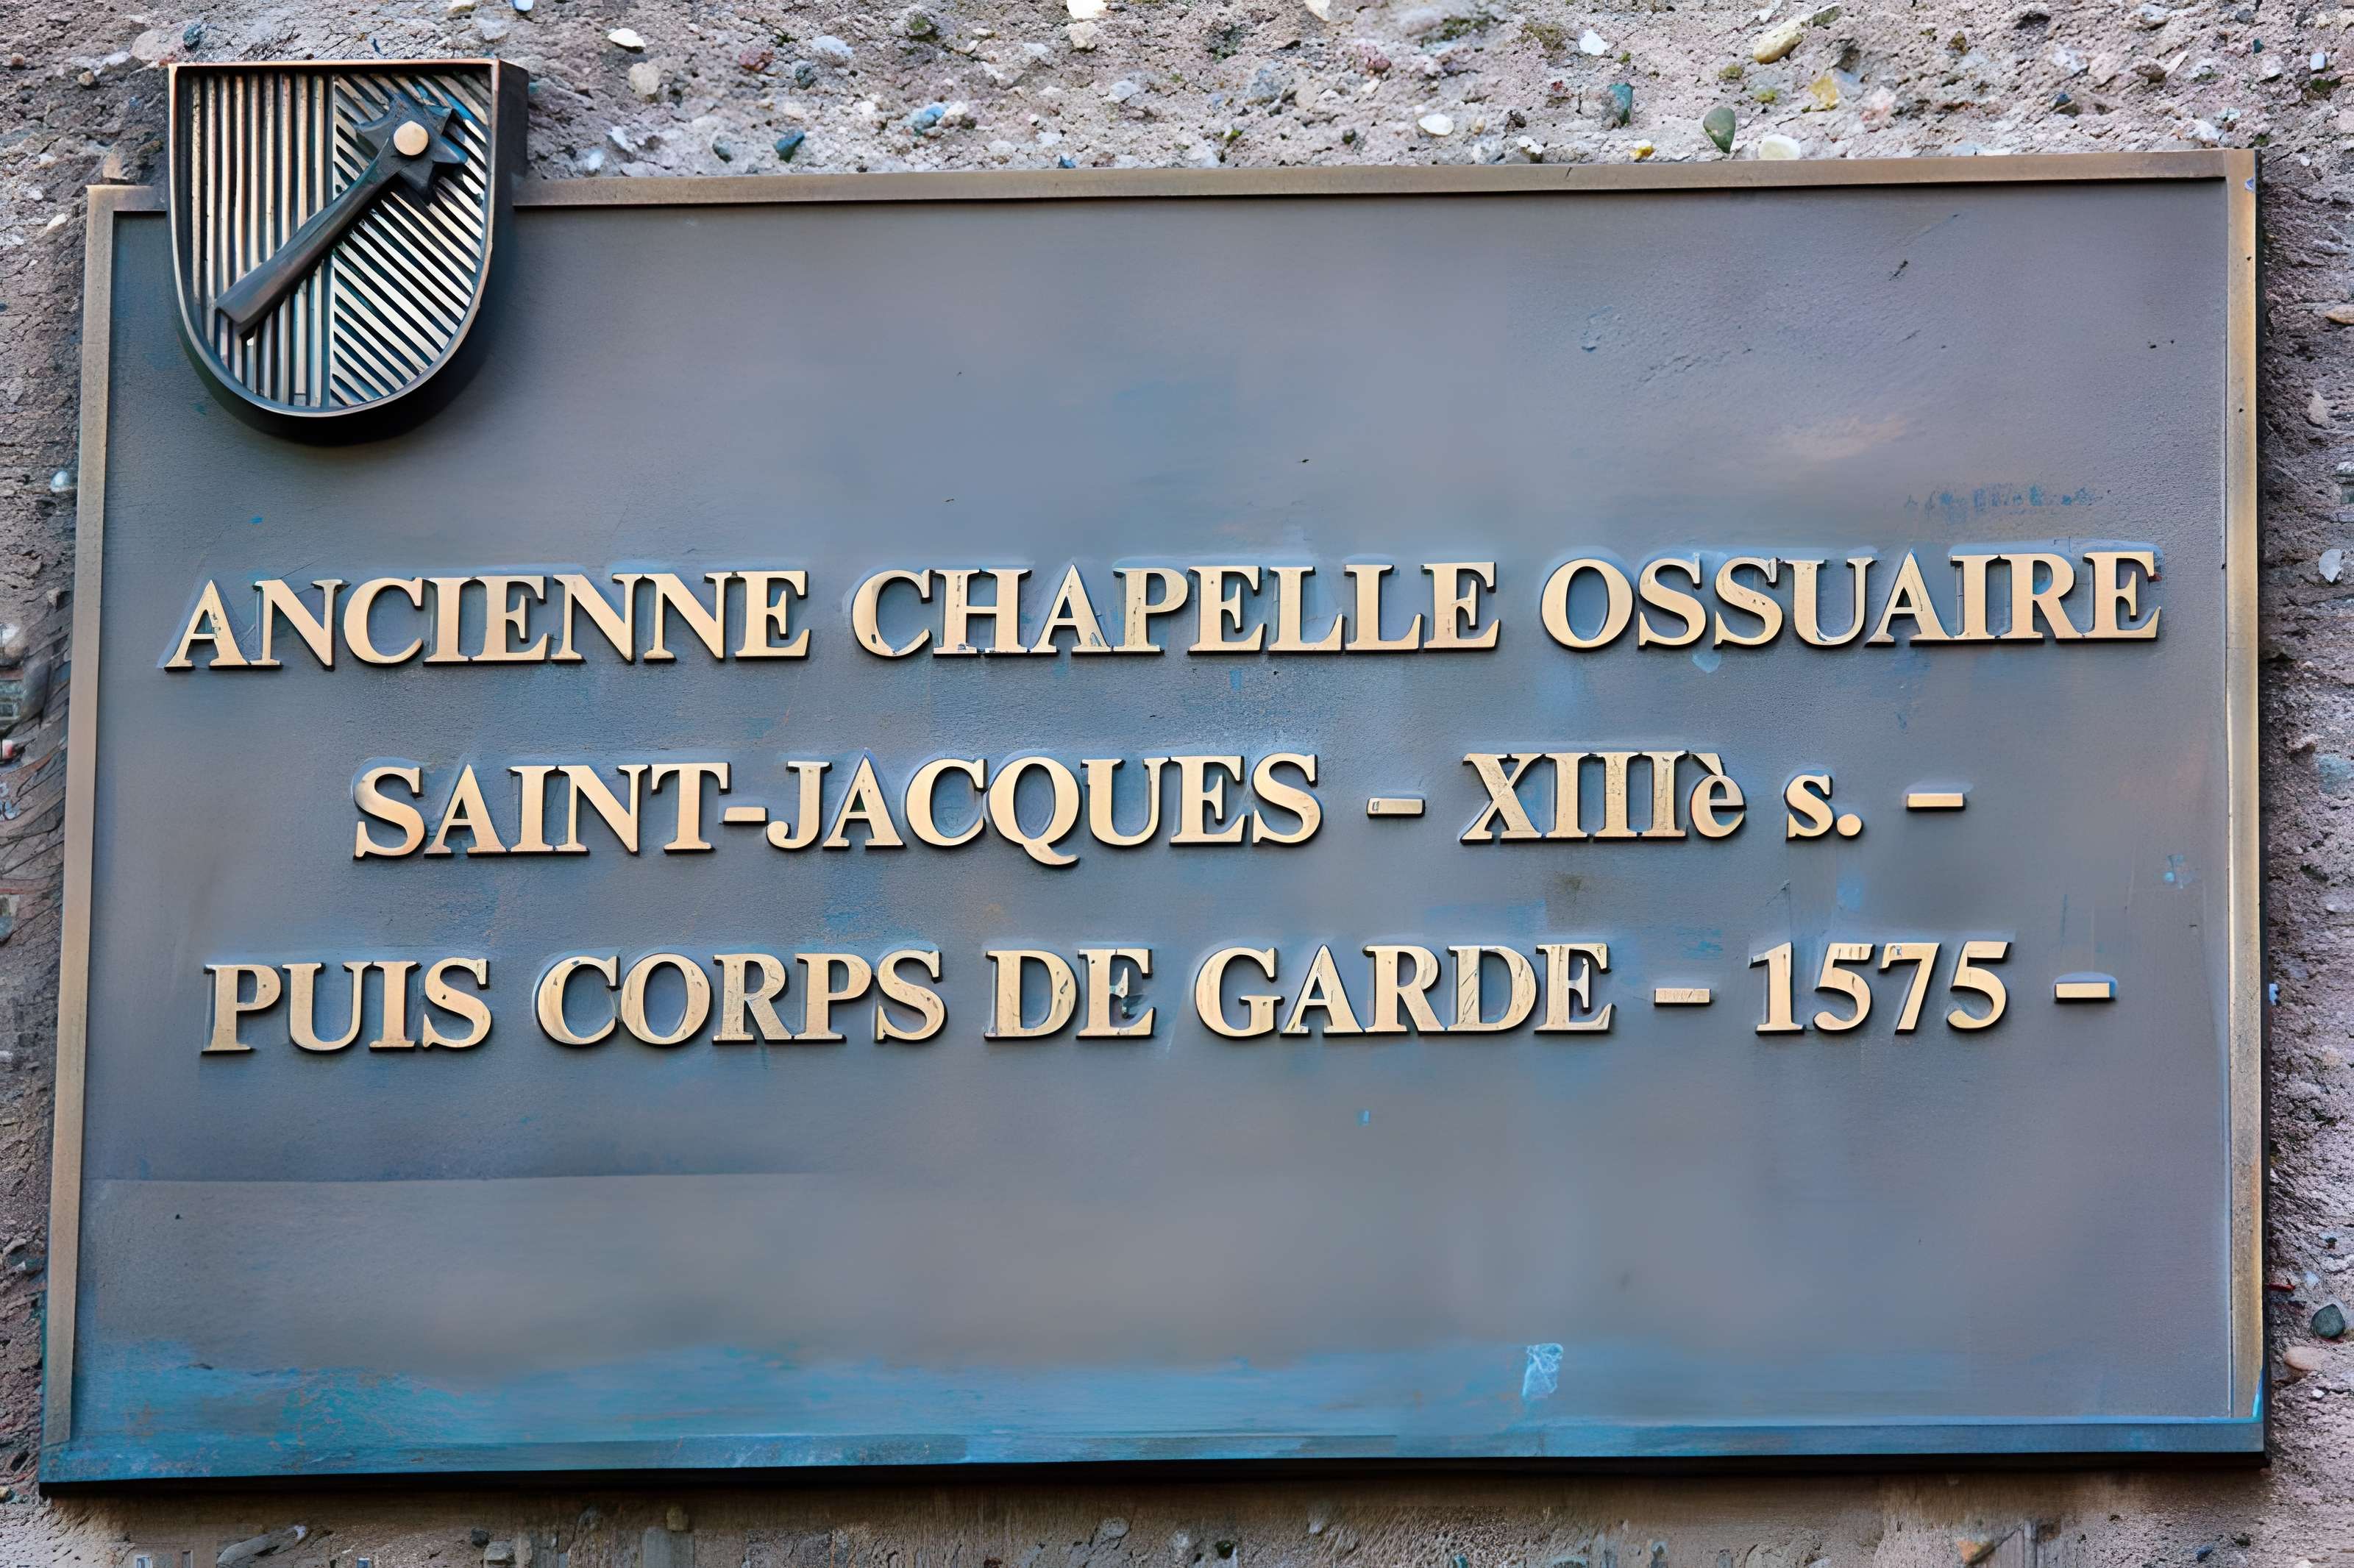 ANCIENNE CHAPELLE OSSUAIRE
SAINT-JACQUES - XIIIè s. -
PUIS CORPS DE GARDE - 1575 -